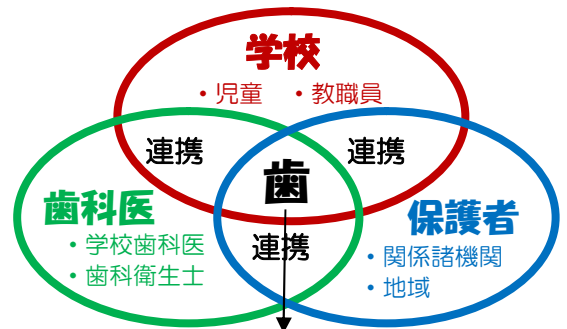 学校
・児童 ・教職員
連携 連携
歯
歯科医
・学校歯科医
・歯科衛生士
連携
保護者
・関係諸機関
・地域